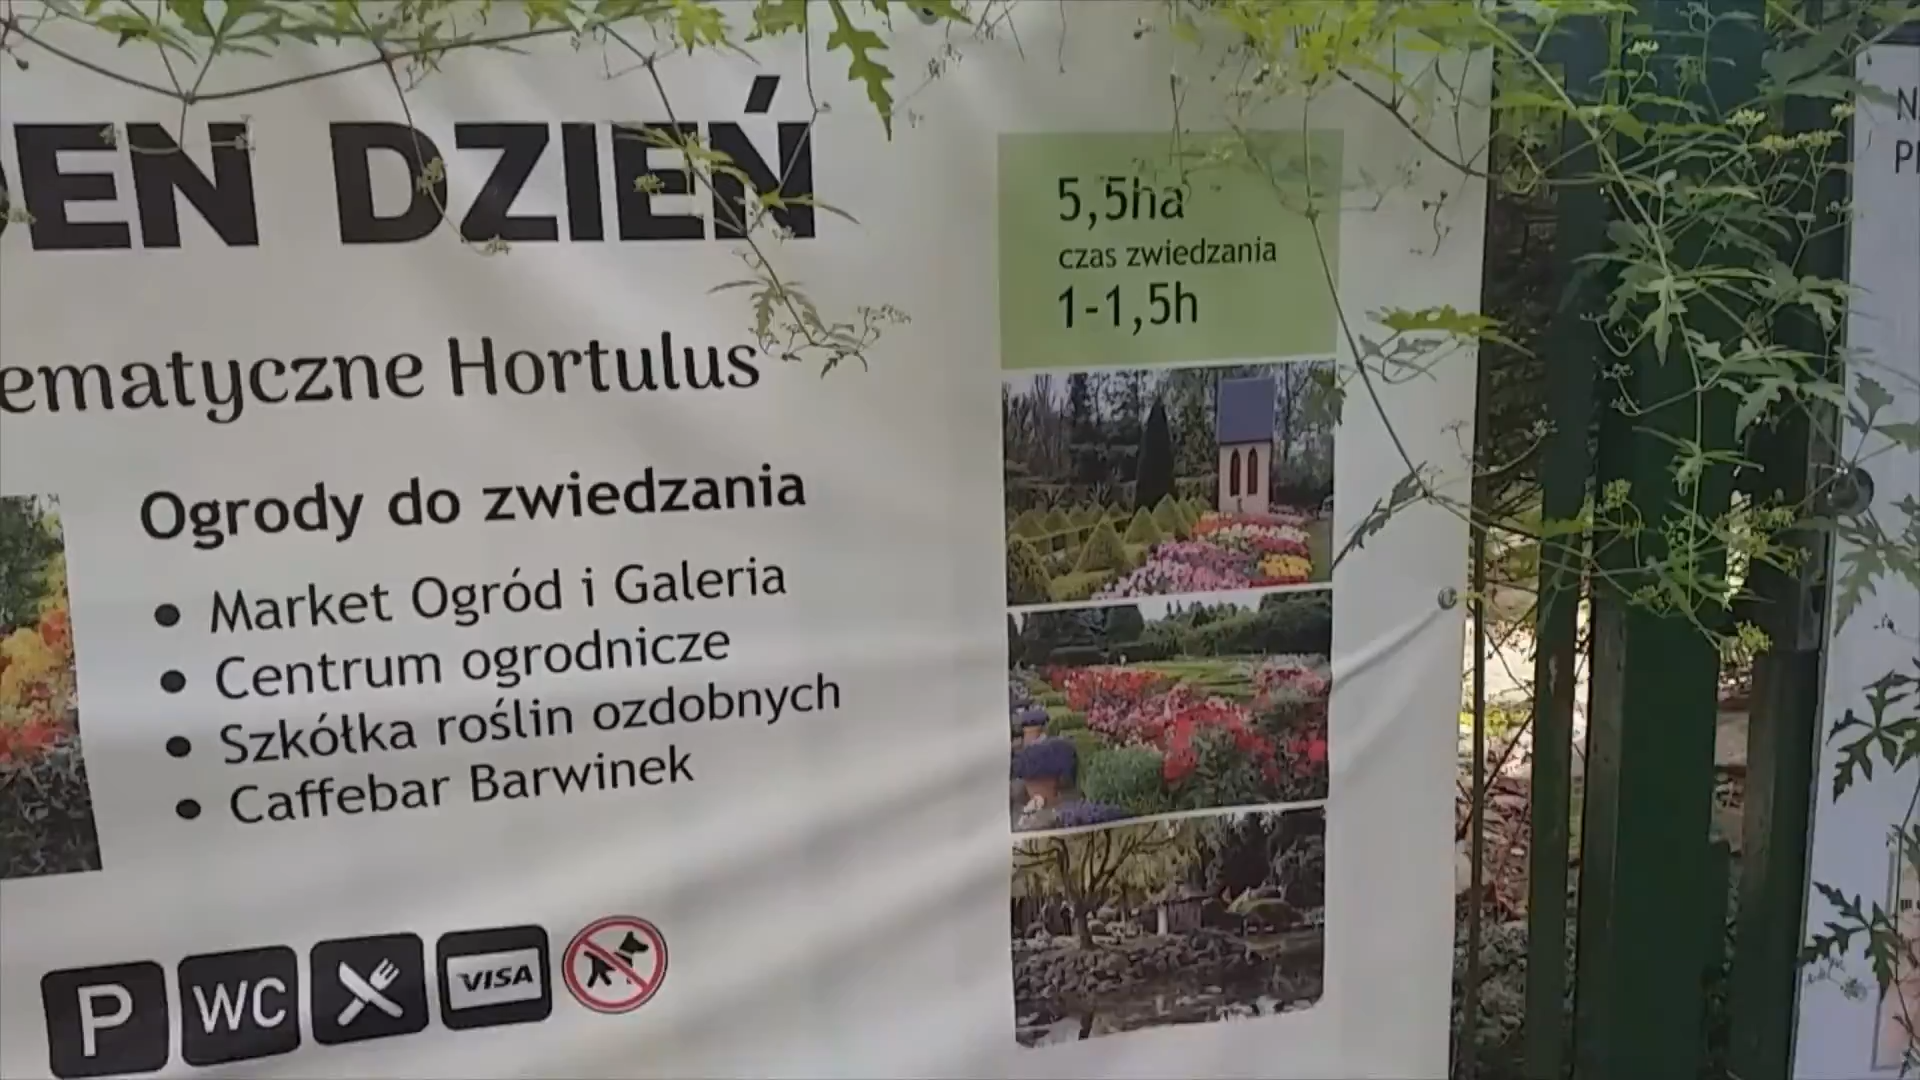 DEN DZIEŃ
ematyczne Hortulus
Ogrody do zwiedzania
• Market Ogród i Galeria
• Centrum ogrodnicze
• Szkółka roślin ozdobnych
• Caffebar Barwinek
P WC VISA
5,5ha
czas zwiedzania
1-1,5h